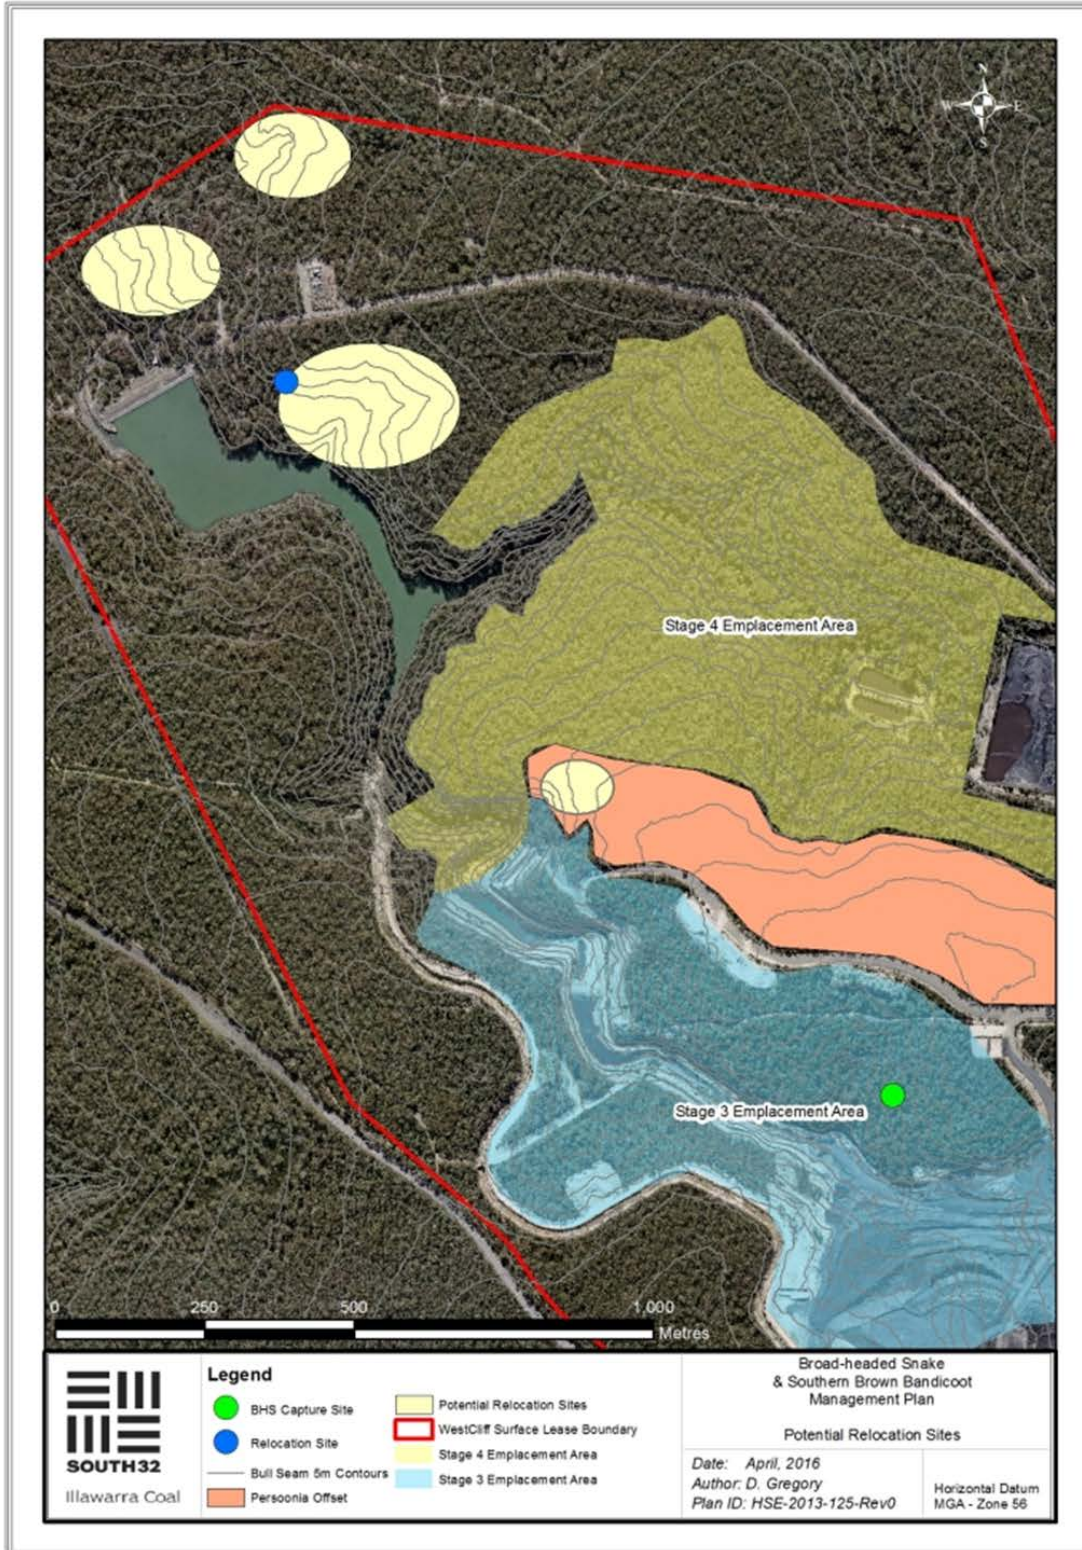 N
W E
S
Stage 4 Emplacement Area
Stage 3 Emplacement Area
0 250 500 1,000
Metres
SOUTH32
Illawarra Coal
Legend
BHS Capture Site
Relocation Site
Bull Seam 5m Contours
Persoonia Offset
Potential Relocation Sites
WestCliff Surface Lease Boundary
Stage 4 Emplacement Area
Stage 3 Emplacement Area
Broad-headed Snake
& Southern Brown Bandicoot
Management Plan
Potential Relocation Sites
Date: April, 2016
Author: D. Gregory
Plan ID: HSE-2013-125-Rev0
Horizontal Datum
MGA - Zone 56